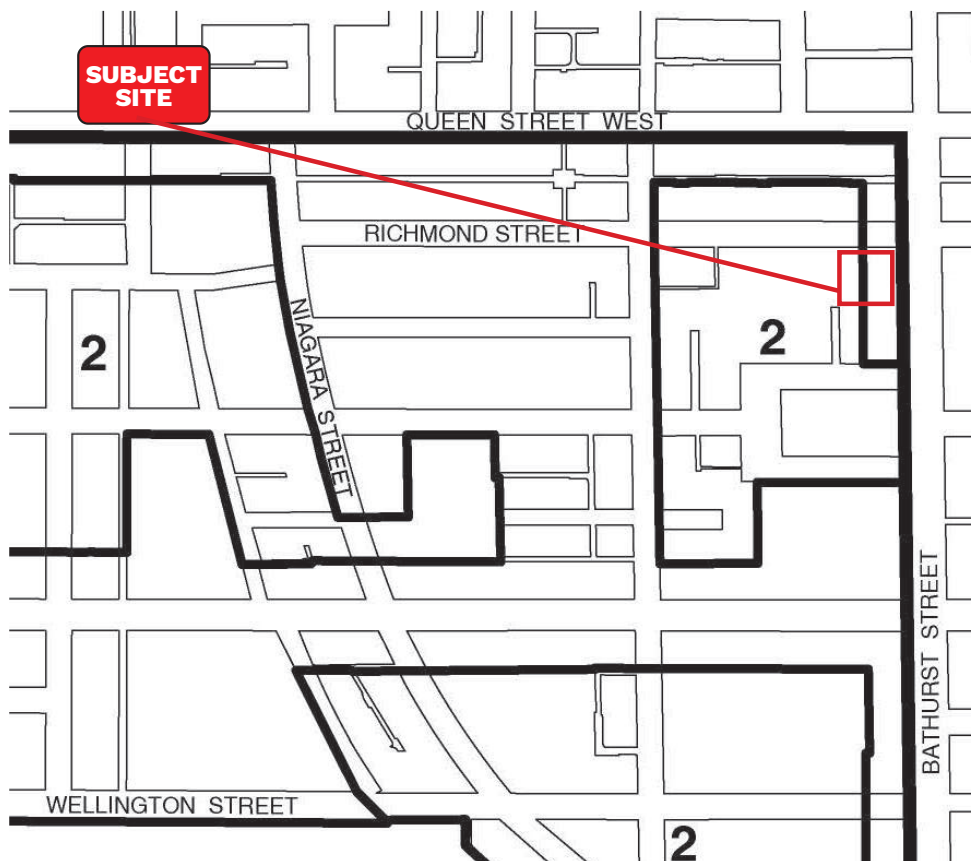 SUBJECT
SITE
QUEEN STREET WEST
RICHMOND STREET
NIAGARA STREET
2
2
BATHURST STREET
WELLINGTON STREET
2